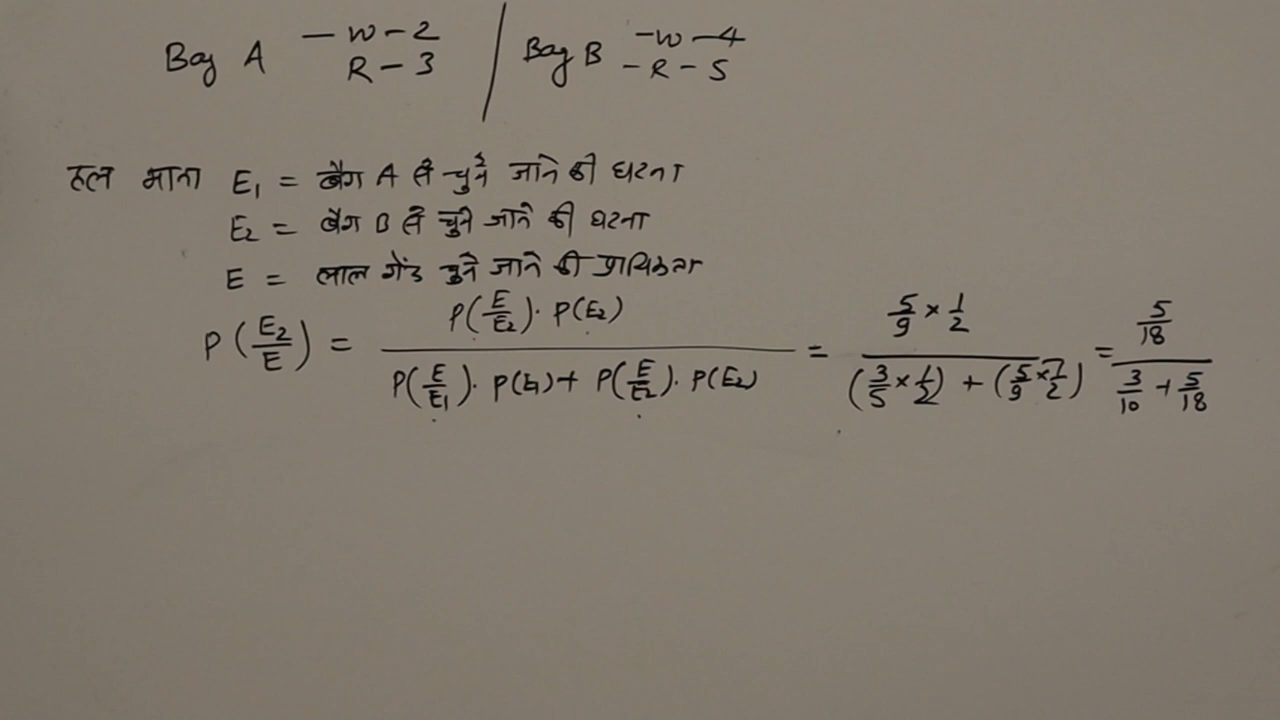 Bag A - W - 2 / Bag B - W - 4
R - 3 - R - 5
हल माना E₁ = बैग A से चुने जाने की घटना
E₂ = बैग B से चुने जाने की घटना
E = लाल गेंद चुने जाने की प्रायिकता
P(E₂/E) = P(E/E₂) · P(E₂) / P(E/E₁) · P(E₁) + P(E/E₂) · P(E₂) = 5/9 × 1/2 / (3/5 × 1/2) + (5/9 × 1/2) = 5/18 / 3/10 + 5/18